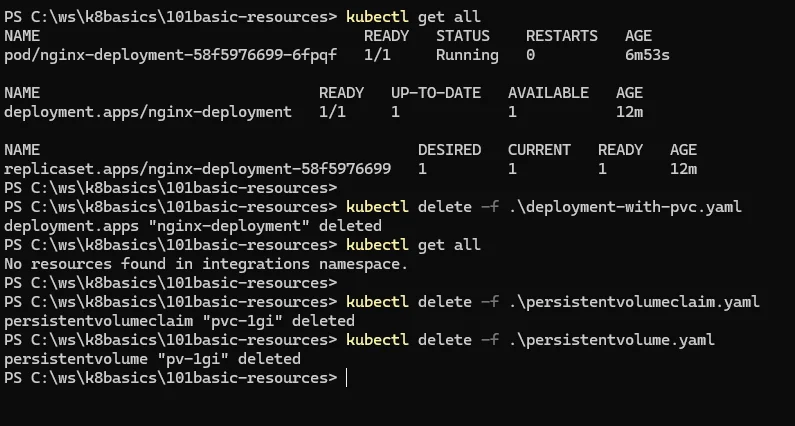 PS C:\ws\k8basics\101basic-resources> kubectl get all
NAME READY STATUS RESTARTS AGE
pod/nginx-deployment-58f5976699-6fpqf 1/1 Running 0 6m53s
NAME READY UP-TO-DATE AVAILABLE AGE
deployment.apps/nginx-deployment 1/1 1 1 12m
NAME DESIRED CURRENT READY AGE
replicaset.apps/nginx-deployment-58f5976699 1 1 1 12m
PS C:\ws\k8basics\101basic-resources>
PS C:\ws\k8basics\101basic-resources> kubectl delete -f .\deployment-with-pvc.yaml
deployment.apps "nginx-deployment" deleted
PS C:\ws\k8basics\101basic-resources> kubectl get all
No resources found in integrations namespace.
PS C:\ws\k8basics\101basic-resources>
PS C:\ws\k8basics\101basic-resources> kubectl delete -f .\persistentvolumeclaim.yaml
persistentvolumeclaim "pvc-1gi" deleted
PS C:\ws\k8basics\101basic-resources> kubectl delete -f .\persistentvolume.yaml
persistentvolume "pv-1gi" deleted
PS C:\ws\k8basics\101basic-resources>